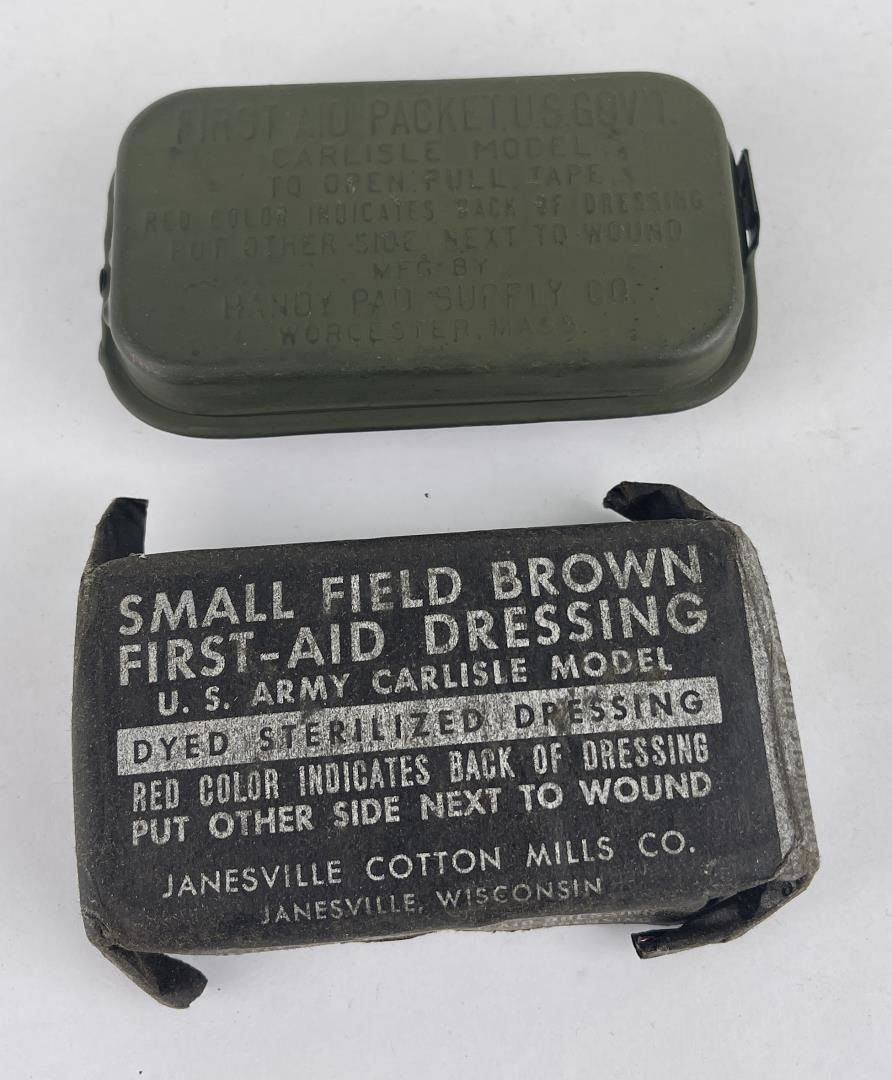 FIRST AID PACKET. U.S. GOV'T.
CARLISLE MODEL
TO OPEN PULL TAPE
RED COLOR INDICATES BACK OF DRESSING
PUT OTHER SIDE NEXT TO WOUND
MFG BY
HANDY PAD SUPPLY CO.
WORCESTER, MASS.
SMALL FIELD BROWN
FIRST-AID DRESSING
U. S. ARMY CARLISLE MODEL
DYED STERILIZED DRESSING
RED COLOR INDICATES BACK OF DRESSING
PUT OTHER SIDE NEXT TO WOUND
JANESVILLE COTTON MILLS CO.
JANESVILLE, WISCONSIN